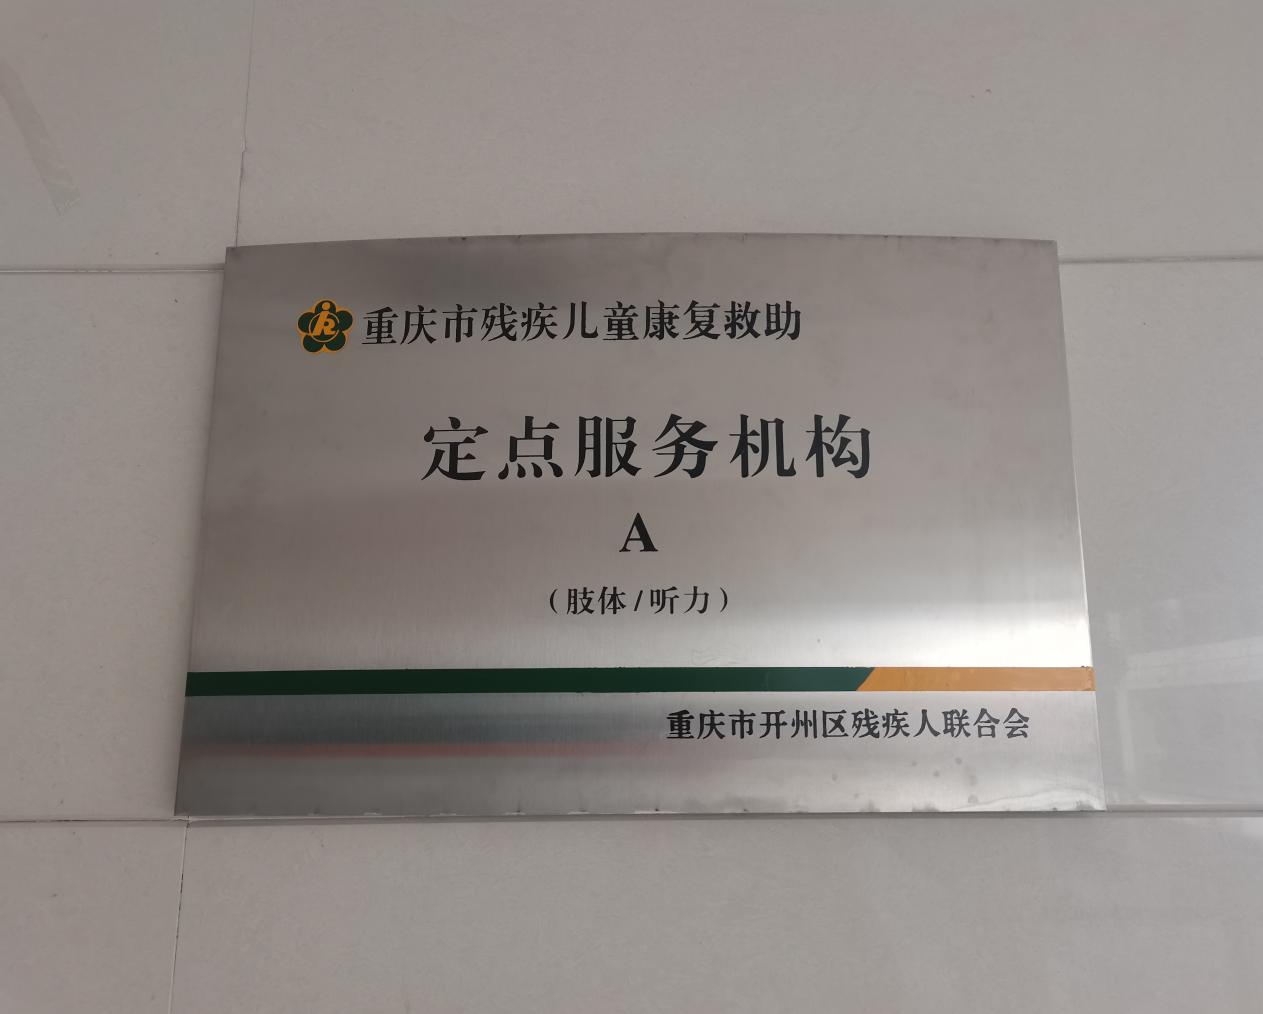 重庆市残疾儿童康复救助
定点服务机构
A
（肢体/听力）
重庆市开州区残疾人联合会